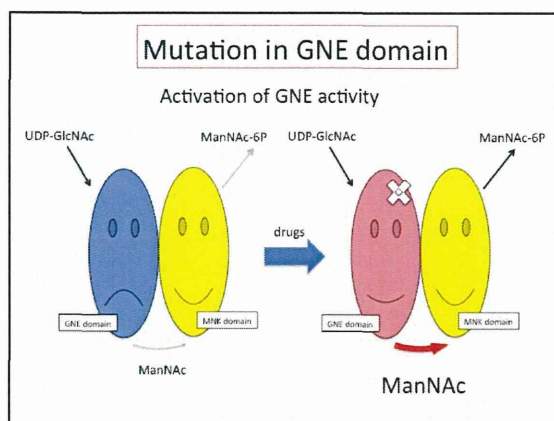 Mutation in GNE domain
Activation of GNE activity
UDP-GlcNAc
ManNAc-6P
GNE domain
MNK domain
ManNAc
drugs
UDP-GlcNAc
ManNAc-6P
GNE domain
MNK domain
ManNAc